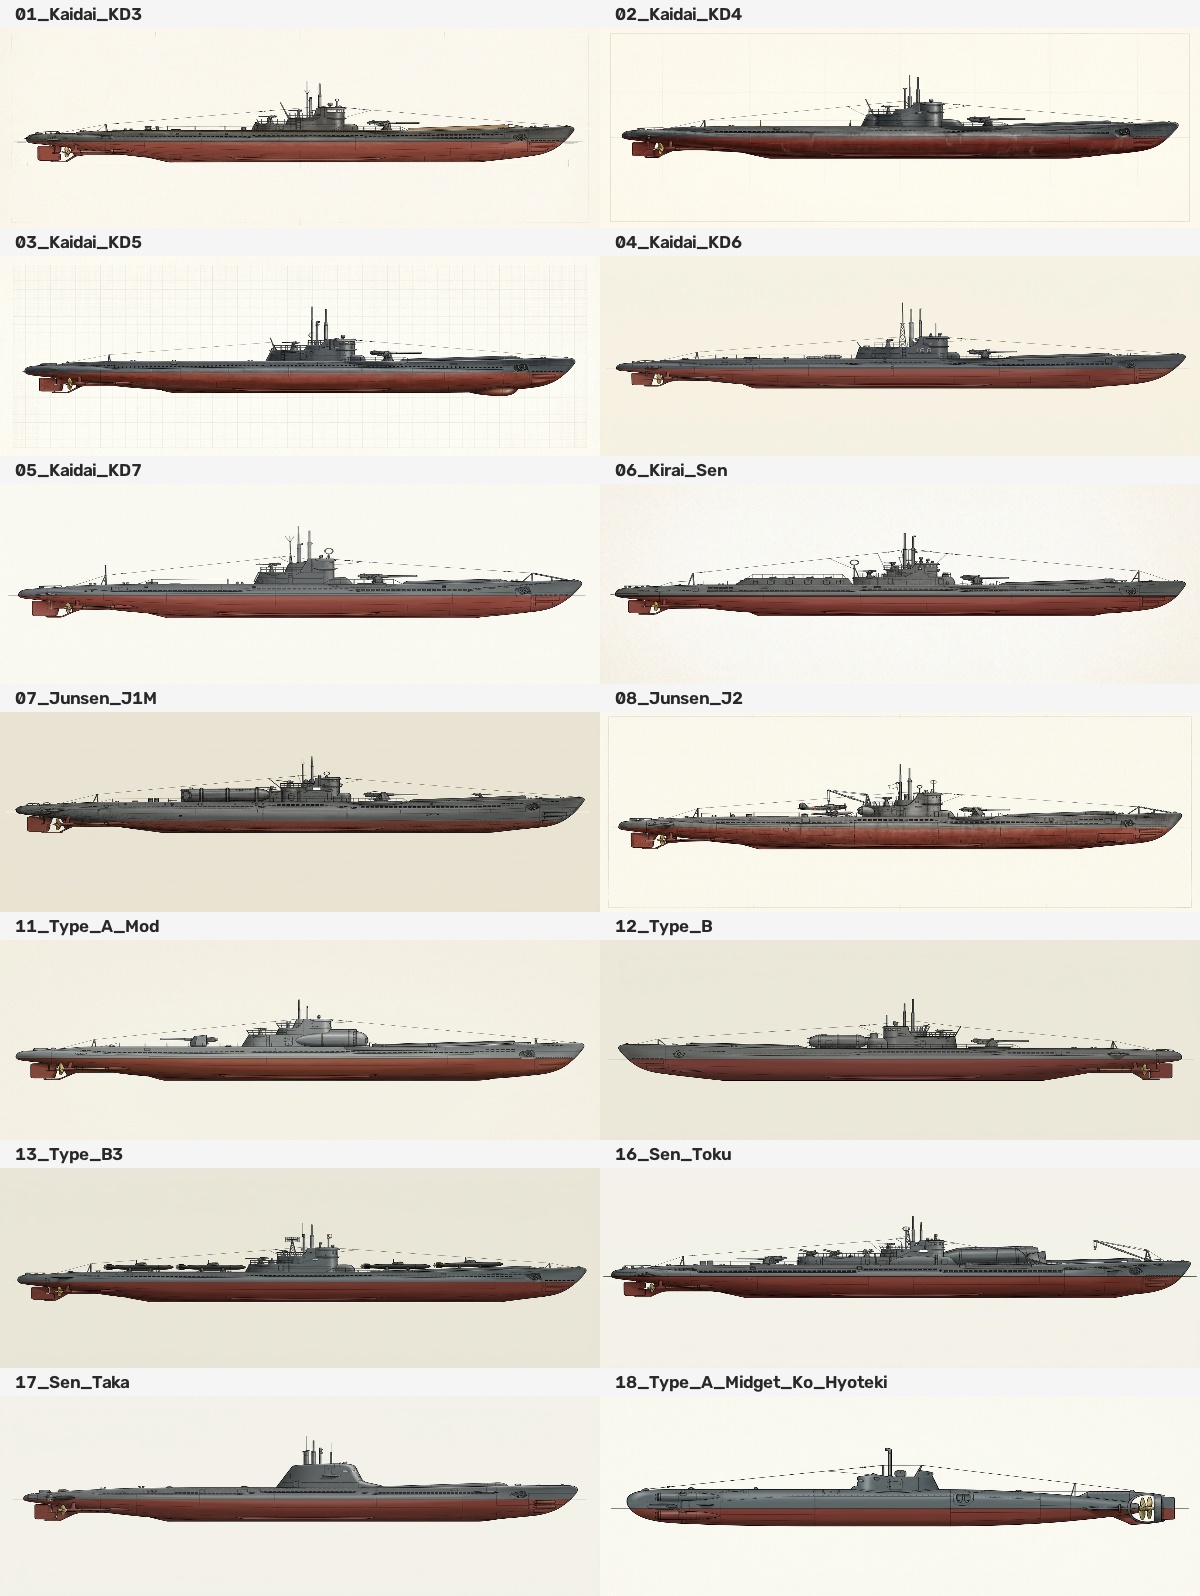 01_Kaidai_KD3
02_Kaidai_KD4
03_Kaidai_KD5
04_Kaidai_KD6
05_Kaidai_KD7
06_Kirai_Sen
07_Junsen_J1M
08_Junsen_J2
11_Type_A_Mod
12_Type_B
13_Type_B3
16_Sen_Toku
17_Sen_Taka
18_Type_A_Midget_Ko_Hyoteki